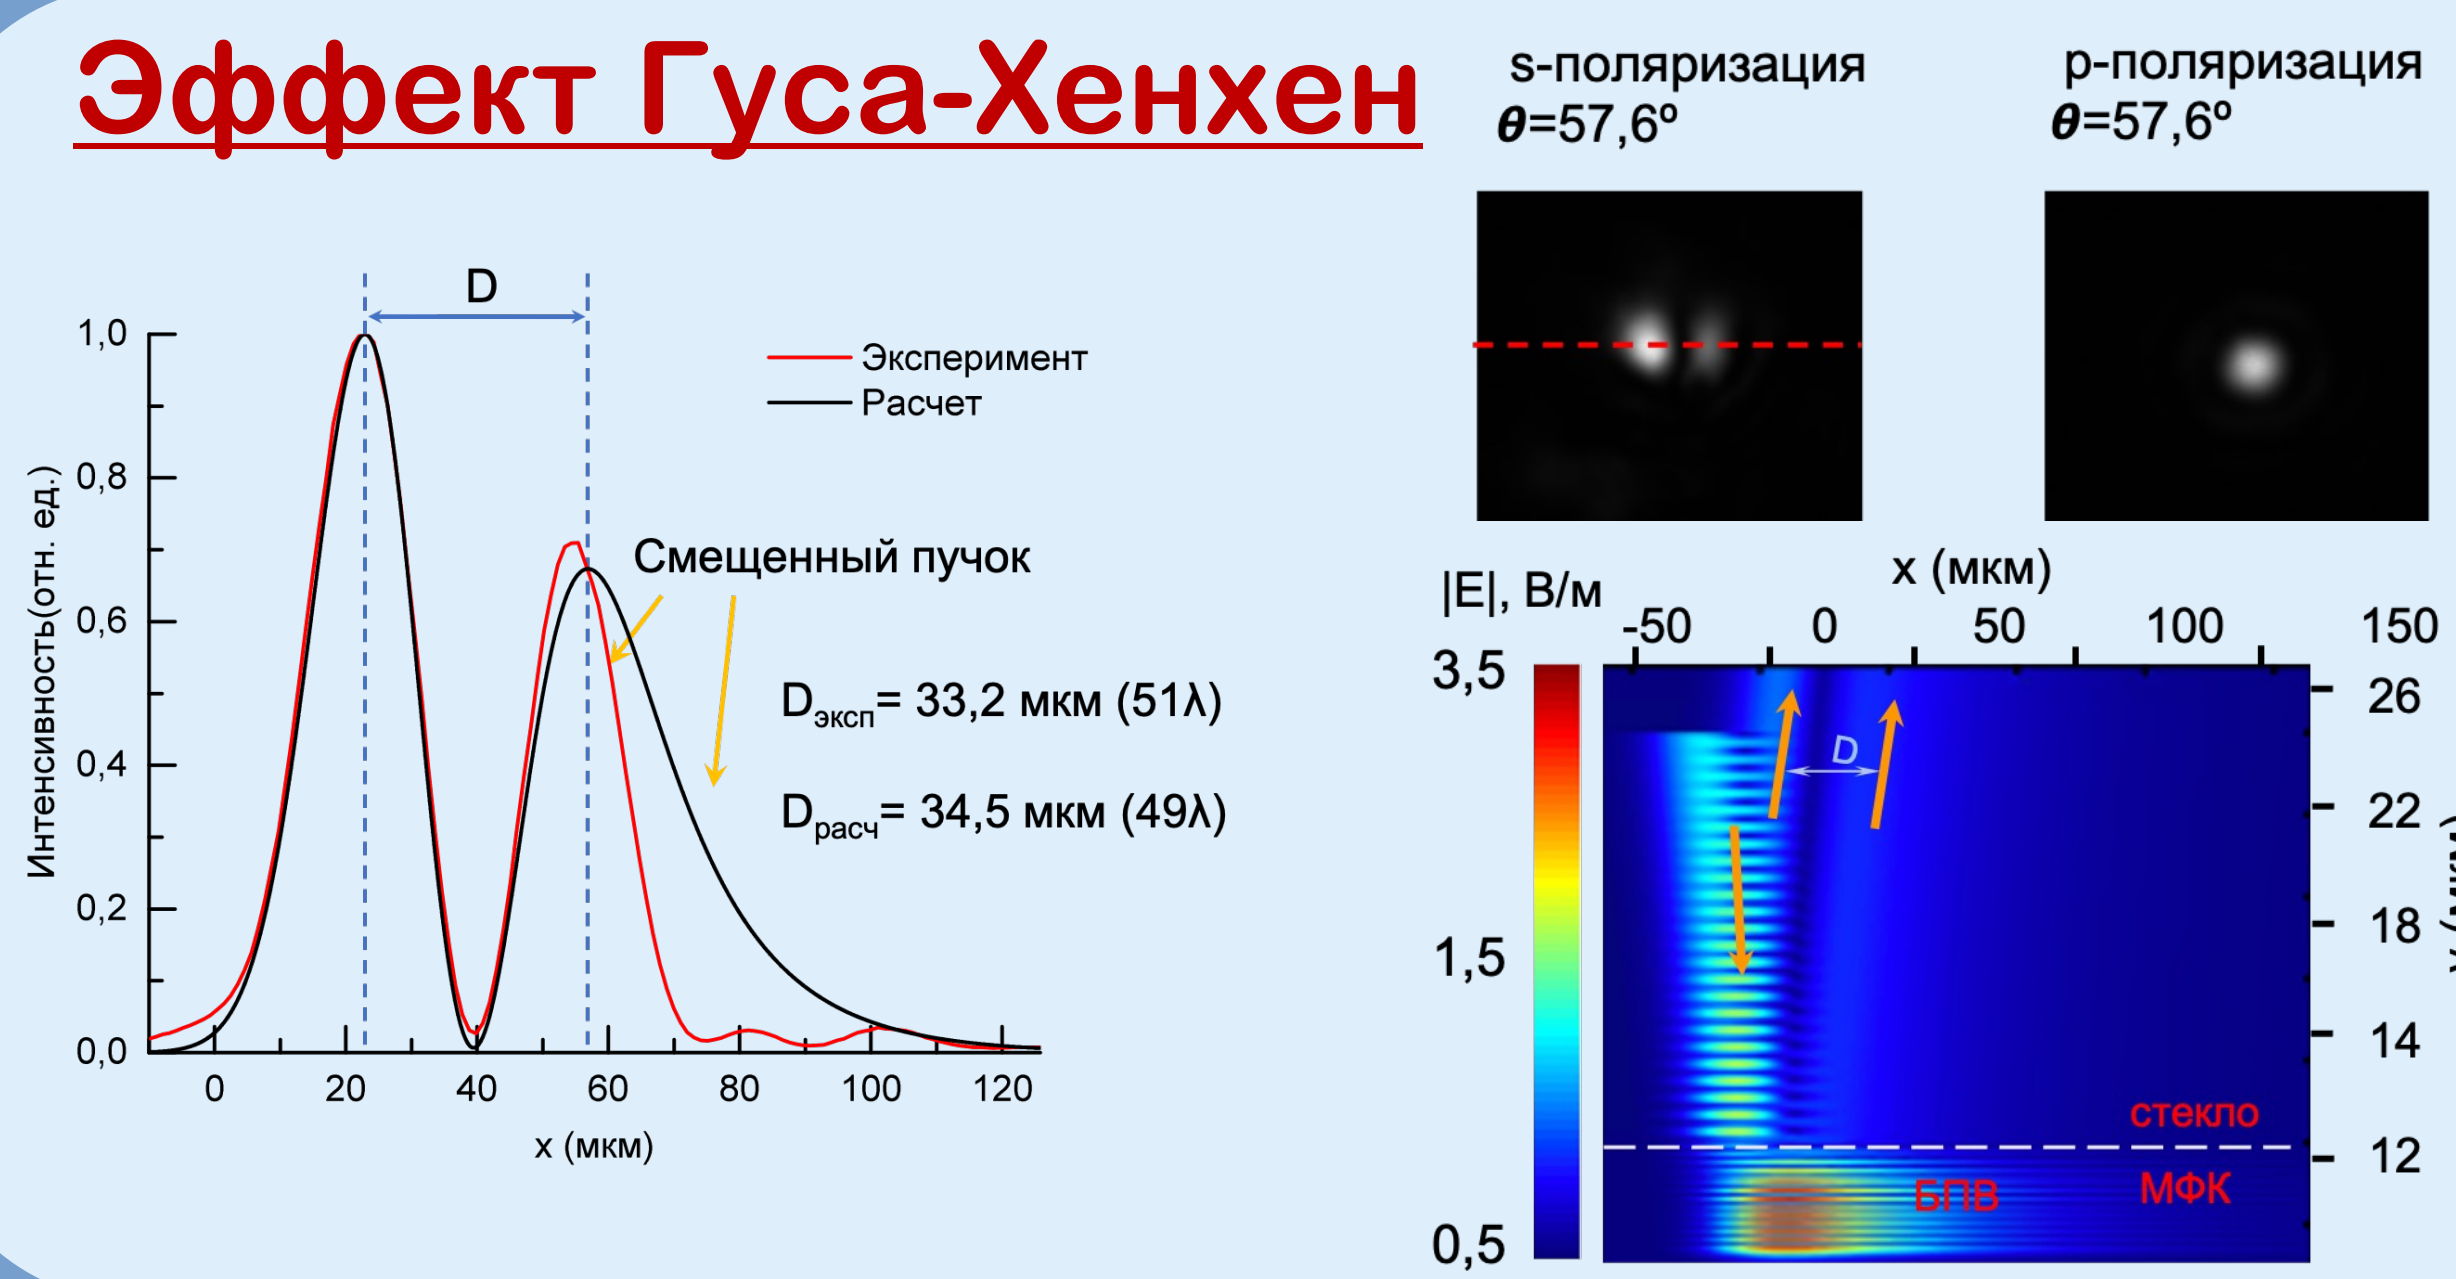 Эффект Гуса-Хенхен
s-поляризация
θ=57,6º
p-поляризация
θ=57,6º
D
1,0
0,8
0,6
0,4
0,2
0,0
Интенсивность(отн. ед.)
Эксперимент
Расчет
Смещенный пучок
Dэксп= 33,2 мкм (51λ)
Dрасч= 34,5 мкм (49λ)
0 20 40 60 80 100 120
x (мкм)
|E|, В/м
x (мкм)
-50 0 50 100 150
3,5
1,5
0,5
D
26
22
18
14
12
стекло
БПВ
МФК